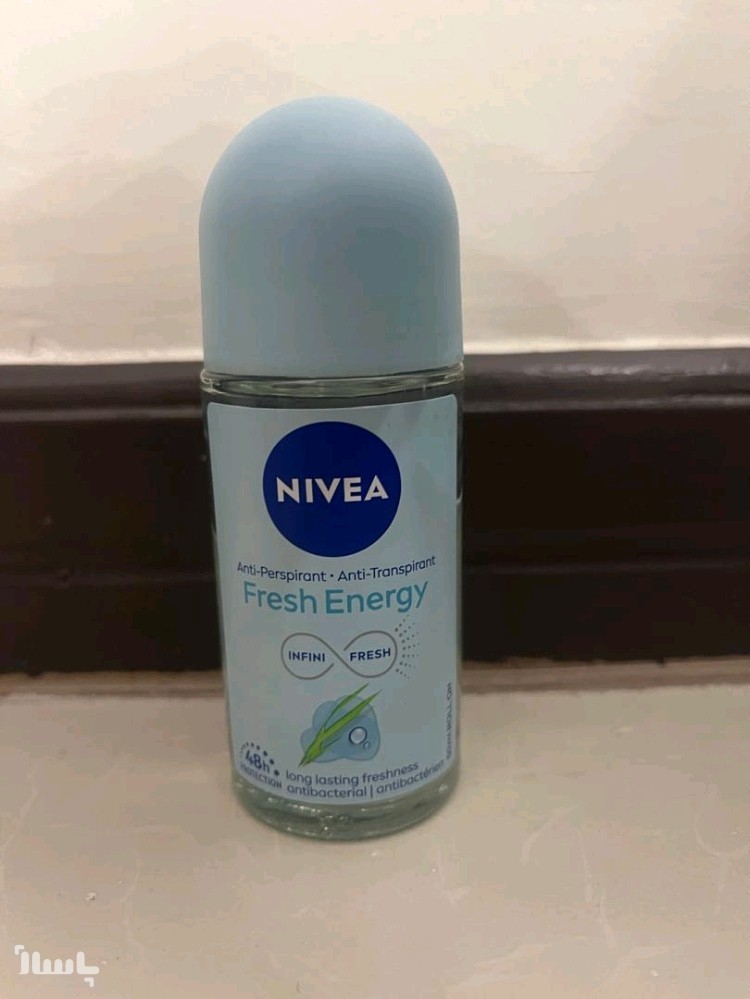 NIVEA
Anti-Perspirant • Anti-Transpirant
Fresh Energy
INFINI FRESH
48h
PROTECTION
long lasting freshness
antibacterial | antibactérien
50ml ROLL ON
باسلاژ